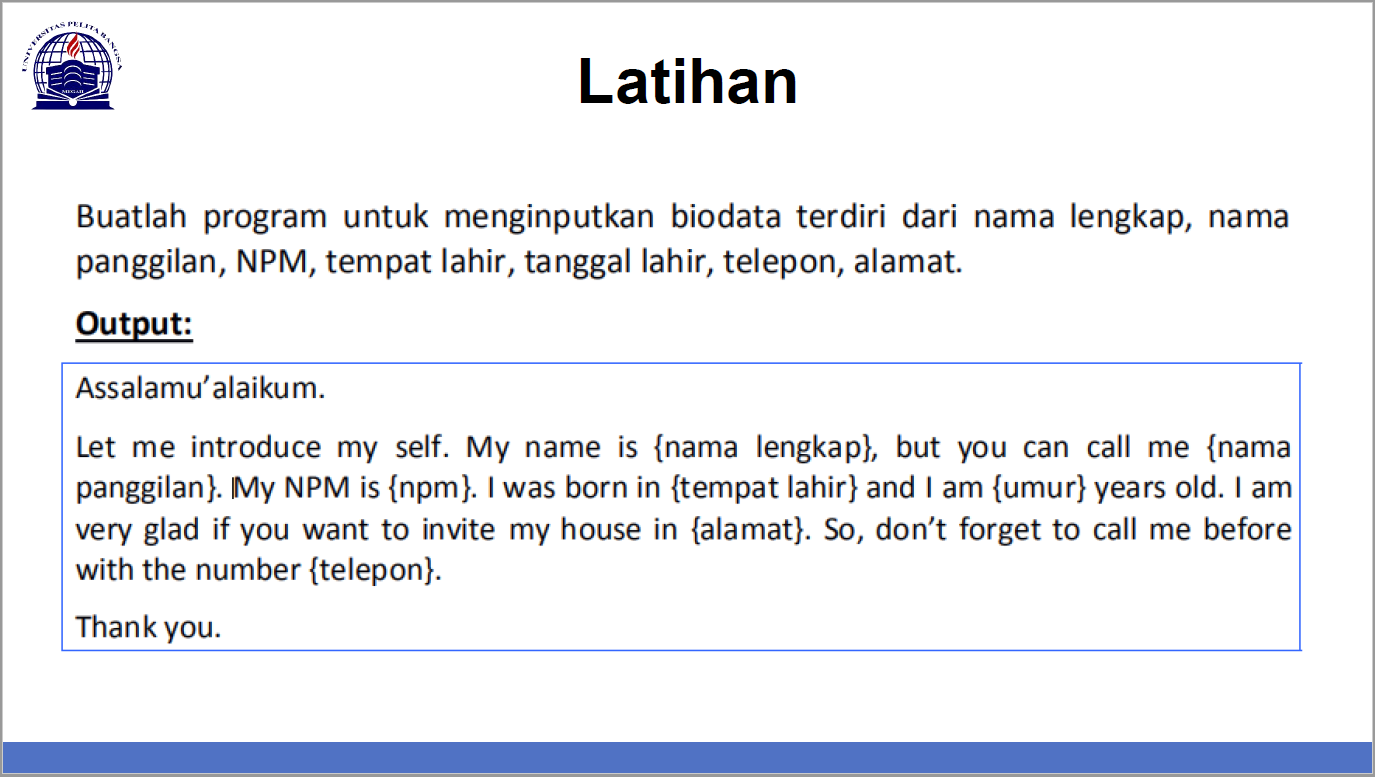 UNIVERSITAS PELITA BANGSA
MEGAH
Latihan
Buatlah program untuk menginputkan biodata terdiri dari nama lengkap, nama
panggilan, NPM, tempat lahir, tanggal lahir, telepon, alamat.
Output:
Assalamu’alaikum.
Let me introduce my self. My name is {nama lengkap}, but you can call me {nama
panggilan}. My NPM is {npm}. I was born in {tempat lahir} and I am {umur} years old. I am
very glad if you want to invite my house in {alamat}. So, don’t forget to call me before
with the number {telepon}.
Thank you.